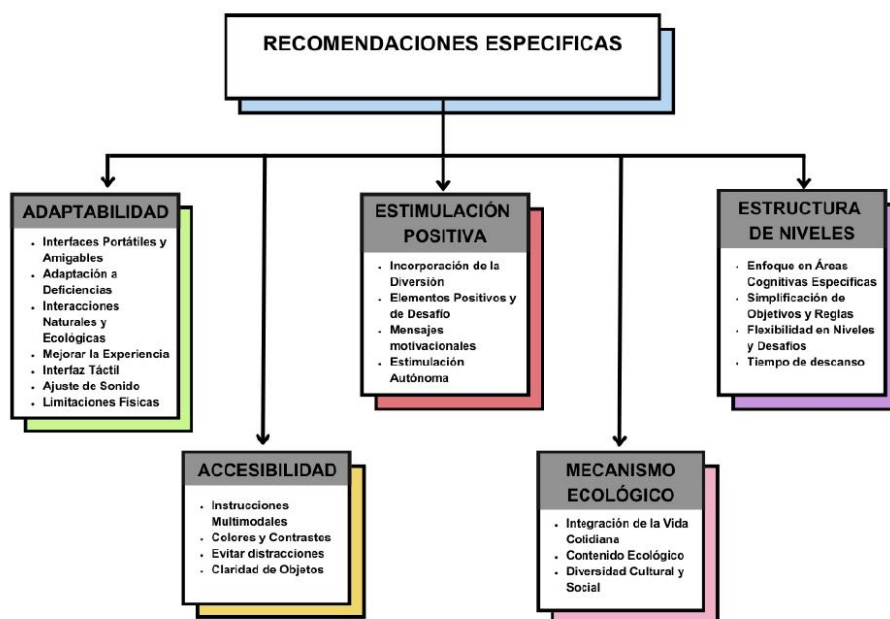 RECOMENDACIONES ESPECIFICAS
ADAPTABILIDAD
• Interfaces Portátiles y
Amigables
• Adaptación a
Deficiencias
• Interacciones
Naturales y
Ecológicas
• Mejorar la Experiencia
• Interfaz Táctil
• Ajuste de Sonido
• Limitaciones Físicas
ESTIMULACIÓN
POSITIVA
• Incorporación de la
Diversión
• Elementos Positivos y
de Desafío
• Mensajes
motivacionales
• Estimulación
Autónoma
ESTRUCTURA
DE NIVELES
• Enfoque en Áreas
Cognitivas Específicas
• Simplificación de
Objetivos y Reglas
• Flexibilidad en Niveles
y Desafíos
• Tiempo de descanso
ACCESIBILIDAD
• Instrucciones
Multimodales
• Colores y Contrastes
• Evitar distracciones
• Claridad de Objetos
MECANISMO
ECOLÓGICO
• Integración de la Vida
Cotidiana
• Contenido Ecológico
• Diversidad Cultural y
Social